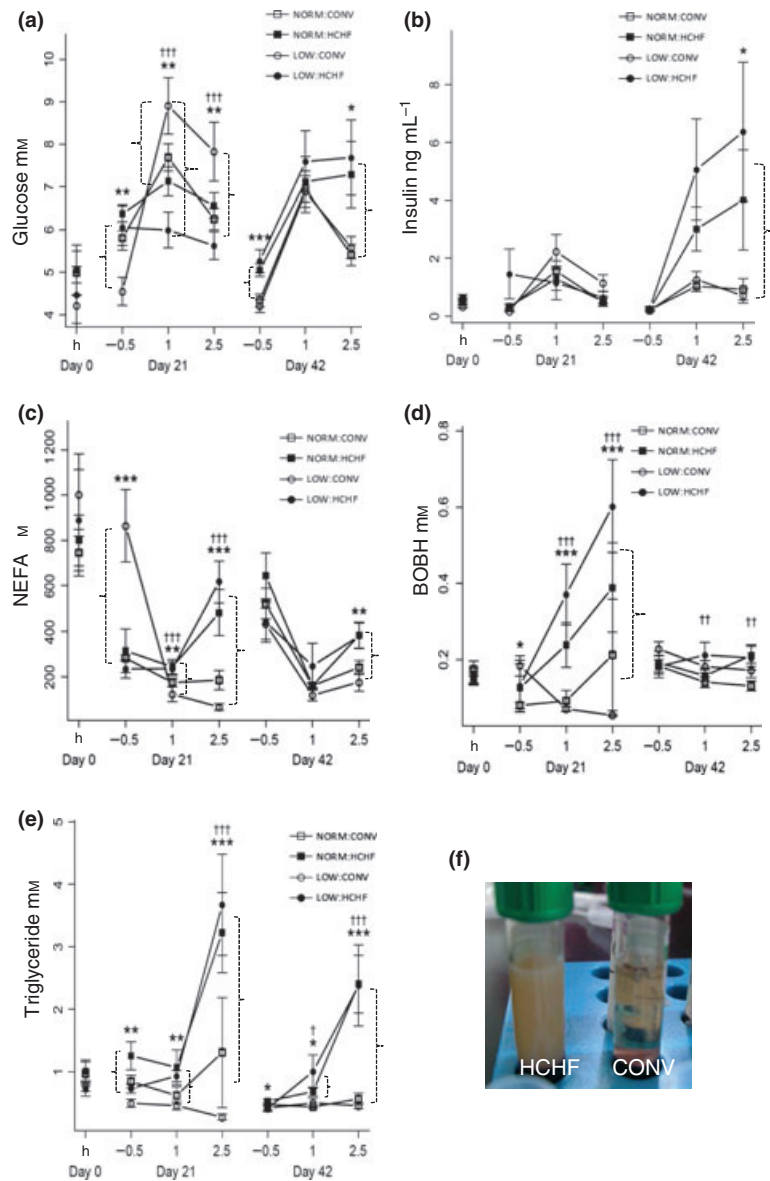 (a)
NORM:CONV
NORM:HCHF
LOW:CONV
LOW:HCHF
Glucose mM
10
9
8
7
6
5
4
†††
**
†††
**
**
***
*
h
−0.5
1
2.5
−0.5
1
2.5
Day 0
Day 21
Day 42
(b)
NORM:CONV
NORM:HCHF
LOW:CONV
LOW:HCHF
Insulin ng mL−1
8
6
4
2
0
*
h
−0.5
1
2.5
−0.5
1
2.5
Day 0
Day 21
Day 42
(c)
NORM:CONV
NORM:HCHF
LOW:CONV
LOW:HCHF
NEFA M
1 200
1 000
800
600
400
200
***
†††
**
†††
***
**
h
−0.5
1
2.5
−0.5
1
2.5
Day 0
Day 21
Day 42
(d)
NORM:CONV
NORM:HCHF
LOW:CONV
LOW:HCHF
BOBH mM
0.8
0.6
0.4
0.2
*
†††
***
†††
***
††
††
h
−0.5
1
2.5
−0.5
1
2.5
Day 0
Day 21
Day 42
(e)
NORM:CONV
NORM:HCHF
LOW:CONV
LOW:HCHF
Triglyceride mM
5
4
3
2
1
**
**
†††
***
*
†
*
†††
***
h
−0.5
1
2.5
−0.5
1
2.5
Day 0
Day 21
Day 42
(f)
HCHF CONV